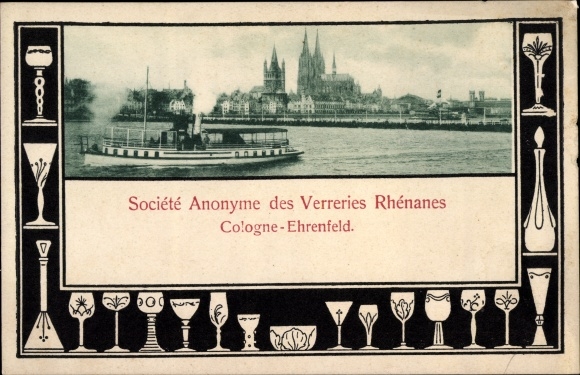 Société Anonyme des Verreries Rhénanes
Cologne-Ehrenfeld.